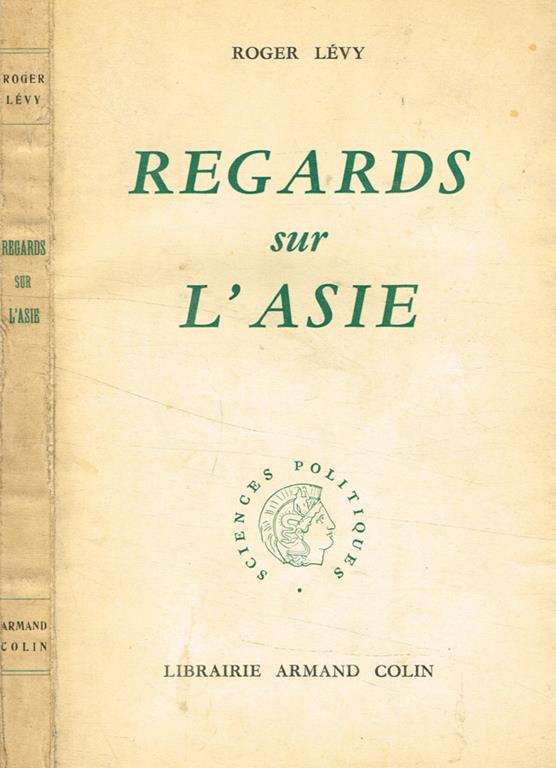 ROGER
LÉVY
REGARDS
SUR
L'ASIE
ARMAND
COLIN
ROGER LÉVY
REGARDS
sur
L'ASIE
SCIENCES POLITIQUES
LIBRAIRIE ARMAND COLIN